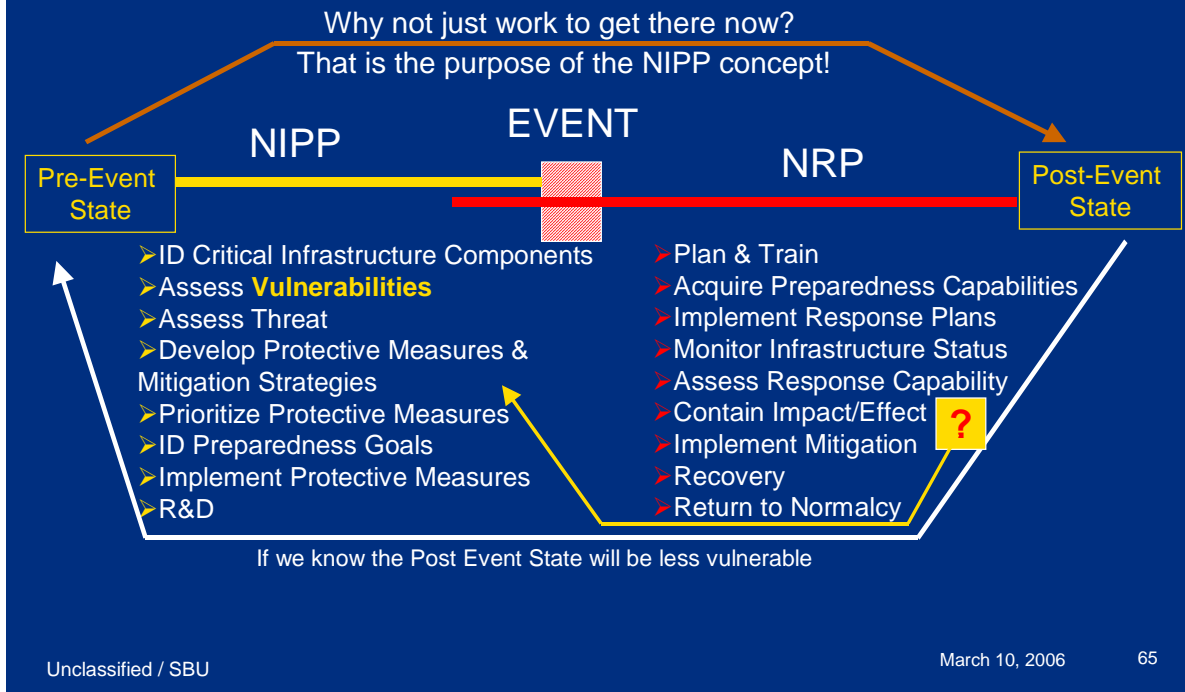 Why not just work to get there now?
That is the purpose of the NIPP concept!
EVENT
NIPP
NRP
Pre-Event
State
Post-Event
State
➢ID Critical Infrastructure Components
➢Assess Vulnerabilities
➢Assess Threat
➢Develop Protective Measures &
Mitigation Strategies
➢Prioritize Protective Measures
➢ID Preparedness Goals
➢Implement Protective Measures
➢R&D
➢Plan & Train
➢Acquire Preparedness Capabilities
➢Implement Response Plans
➢Monitor Infrastructure Status
➢Assess Response Capability
➢Contain Impact/Effect
➢Implement Mitigation
➢Recovery
➢Return to Normalcy
?
If we know the Post Event State will be less vulnerable
Unclassified / SBU
March 10, 2006
65